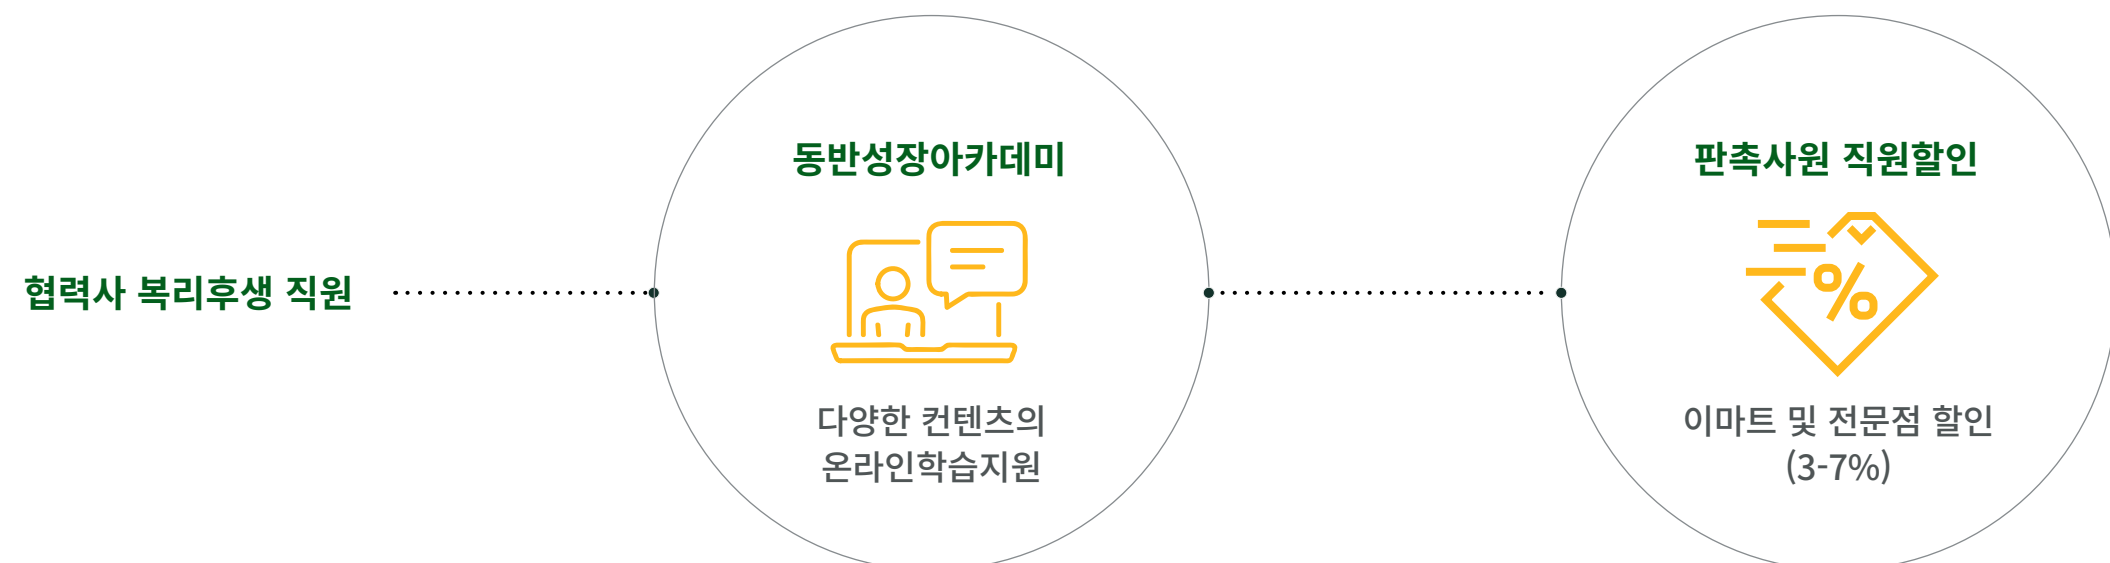 협력사 복리후생 직원
동반성장아카데미
다양한 컨텐츠의
온라인학습지원
판촉사원 직원할인
%
이마트 및 전문점 할인
(3-7%)